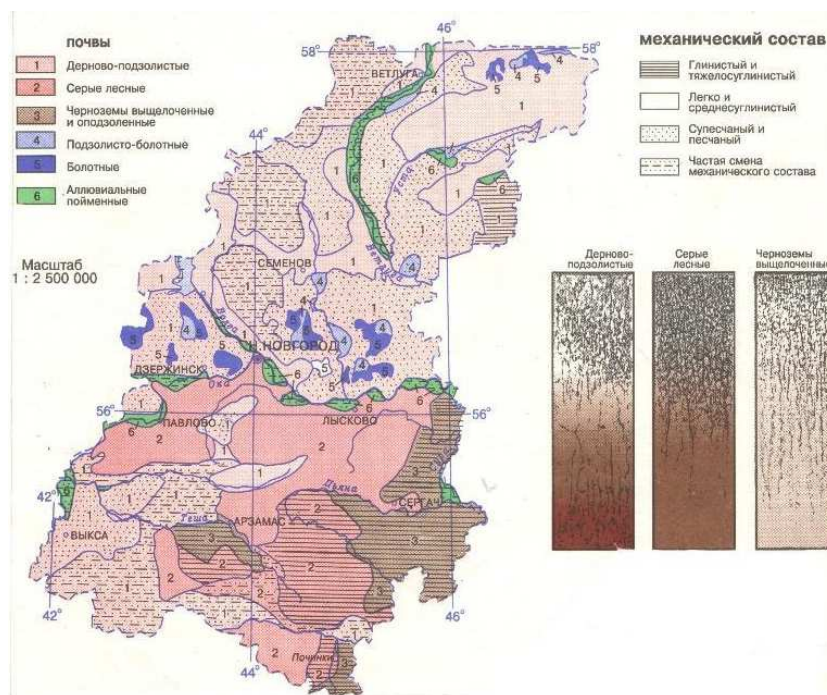 почвы
1 Дерново-подзолистые
2 Серые лесные
3 Черноземы выщелоченные
и оподзоленные
4 Подзолисто-болотные
5 Болотные
6 Аллювиальные
пойменные
Масштаб
1 : 2 500 000
механический состав
Глинистый и
тяжелосуглинистый
Легко и
среднесуглинистый
Супесчаный и
песчаный
Частая смена
механического состава
46°
58°
58°
ВЕТЛУГА
44°
Уста
Ветлуга
СЕМЕНОВ
Волга
Н.НОВГОРОД
ДЗЕРЖИНСК
Ока
56°
56°
ПАВЛОВО
ЛЫСКОВО
42°
Пьяна
СЕРГАЧ
Теша
АРЗАМАС
ВЫКСА
42°
46°
44°
Починки
Дерново-
подзолистые
Серые
лесные
Черноземы
выщелоченные